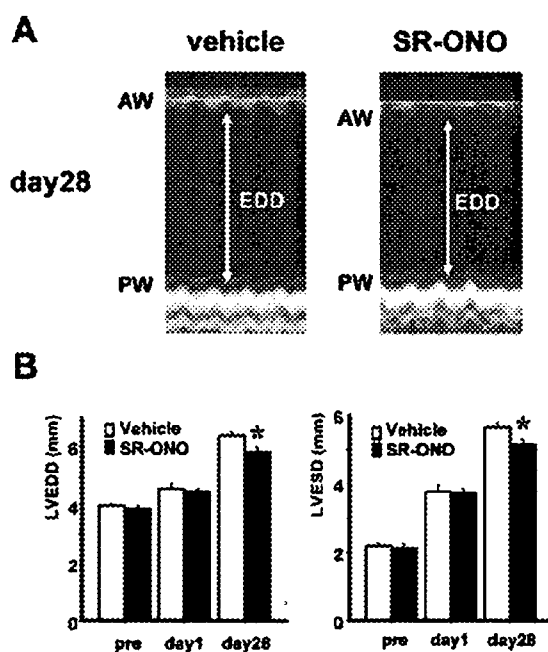 A
vehicle SR-ONO
AW AW
day28
EDD EDD
PW PW
B
LVEDD (mm)
6
4
2
0
Vehicle
SR-ONO
*
pre day1 day28
LVESD (mm)
6
4
2
0
Vehicle
SR-ONO
*
pre day1 day28